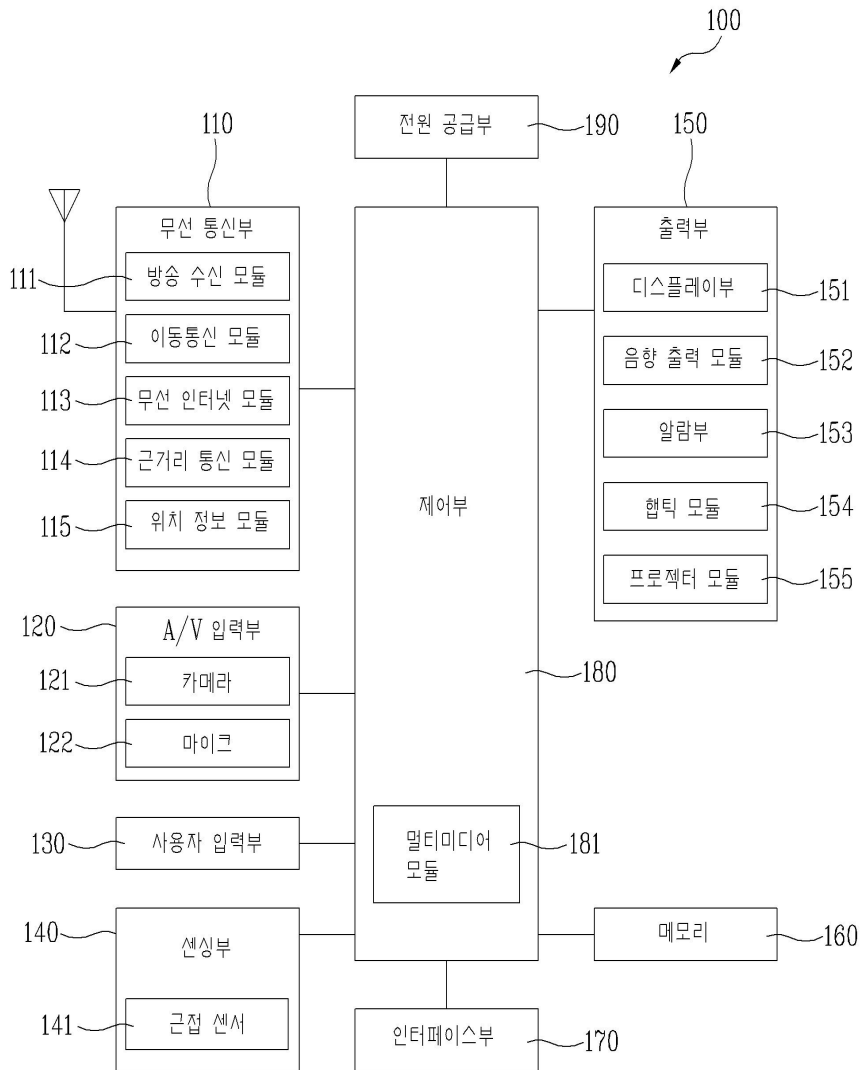 100
전원 공급부
190
110
무선 통신부
111
방송 수신 모듈
112
이동통신 모듈
113
무선 인터넷 모듈
114
근거리 통신 모듈
115
위치 정보 모듈
120
A/V 입력부
121
카메라
122
마이크
130
사용자 입력부
140
센싱부
141
근접 센서
제어부
180
멀티미디어
모듈
181
인터페이스부
170
150
출력부
디스플레이부
151
음향 출력 모듈
152
알람부
153
햅틱 모듈
154
프로젝터 모듈
155
메모리
160